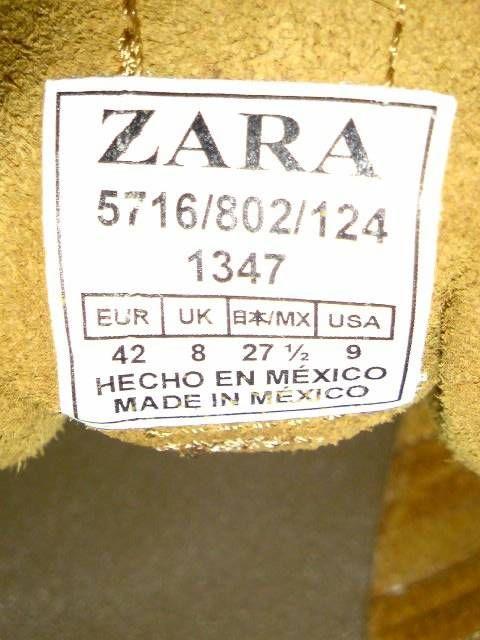 ZARA
5716/802/124
1347
EUR UK 日本/MX USA
42 8 27 ½ 9
HECHO EN MÉXICO
MADE IN MÉXICO